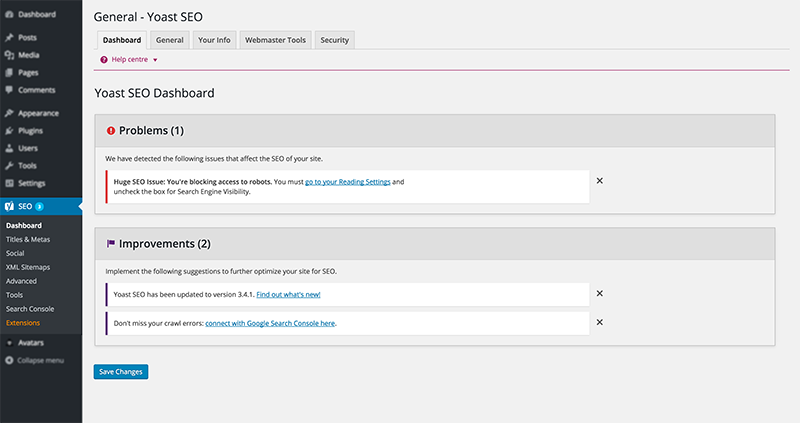 Dashboard
Posts
Media
Pages
Comments
Appearance
Plugins
Users
Tools
Settings
SEO 3
Dashboard
Titles & Metas
Social
XML Sitemaps
Advanced
Tools
Search Console
Extensions
Avatars
Collapse menu
General - Yoast SEO
Dashboard General Your Info Webmaster Tools Security
Help centre
Yoast SEO Dashboard
Problems (1)
We have detected the following issues that affect the SEO of your site.
Huge SEO Issue: You're blocking access to robots. You must go to your Reading Settings and
uncheck the box for Search Engine Visibility.
Improvements (2)
Implement the following suggestions to further optimize your site for SEO.
Yoast SEO has been updated to version 3.4.1. Find out what's new!
Don't miss your crawl errors: connect with Google Search Console here.
Save Changes